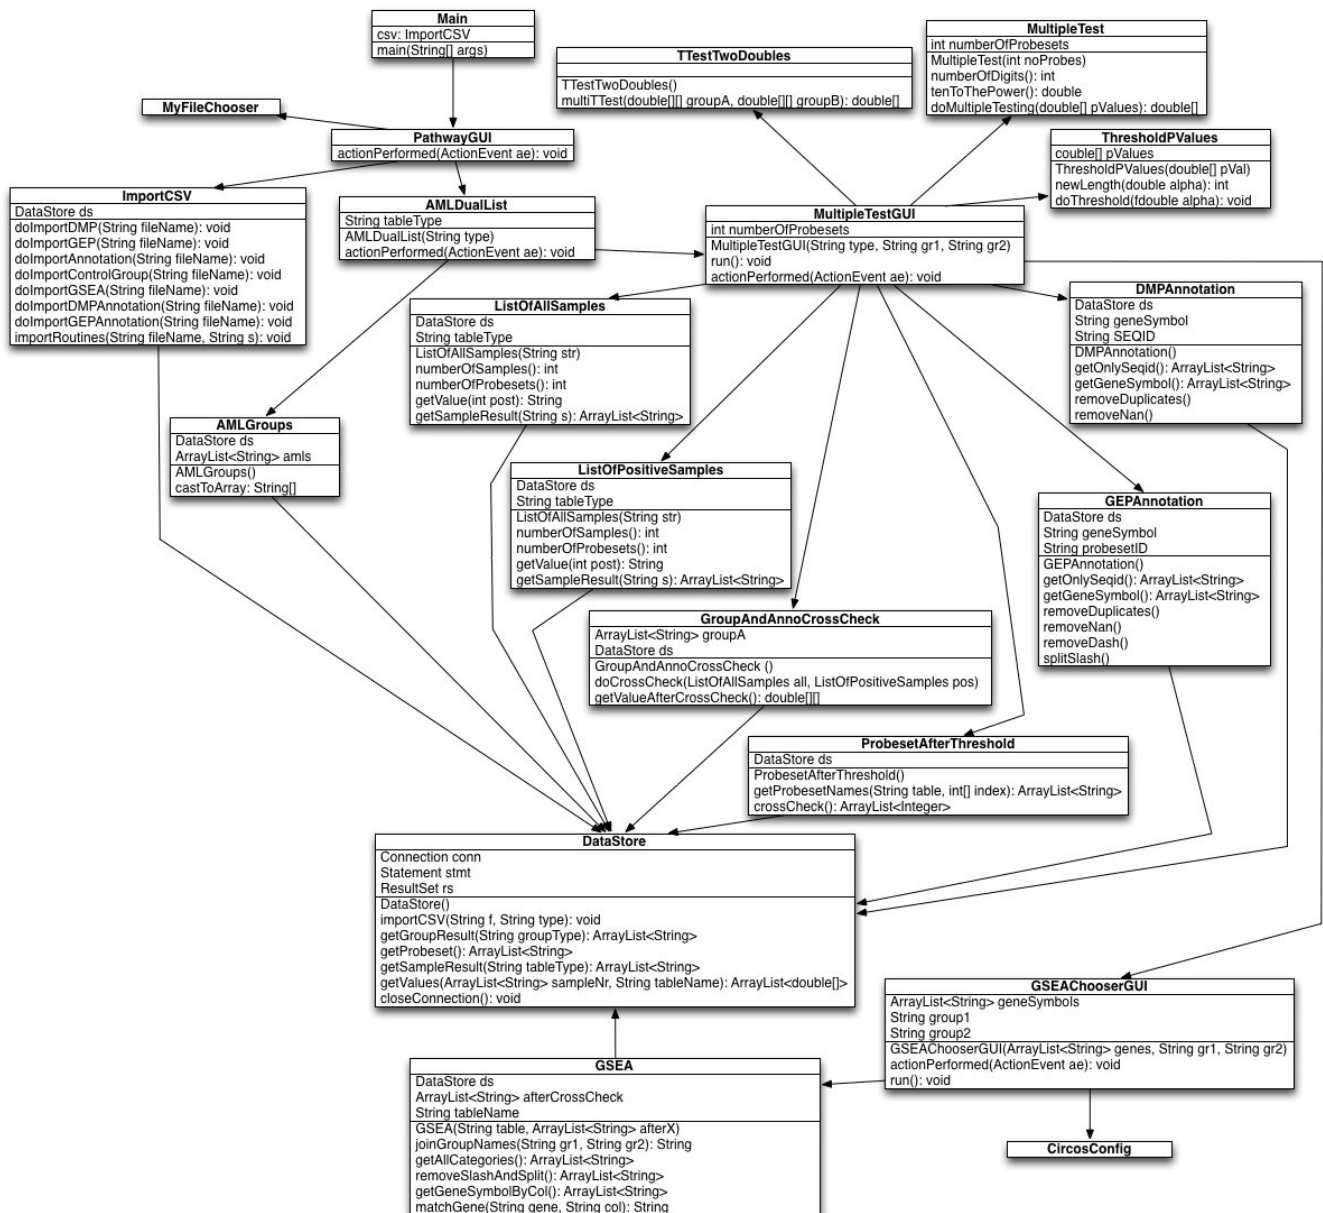 Main
csv: ImportCSV
main(String[] args)
MultipleTest
int numberOfProbesets
MultipleTest(int noProbes)
numberOfDigits(): int
tenToThePower(): double
doMultipleTesting(double[] pValues): double[]
TTestTwoDoubles
TTestTwoDoubles()
multiTTest(double[][] groupA, double[][] groupB): double[]
MyFileChooser
PathwayGUI
actionPerformed(ActionEvent ae): void
ThresholdPValues
couble[] pValues
ThresholdPValues(double[] pVal)
newLength(double alpha): int
doThreshold(fdouble alpha): void
ImportCSV
DataStore ds
doImportDMP(String fileName): void
doImportGEP(String fileName): void
doImportAnnotation(String fileName): void
doImportControlGroup(String fileName): void
doImportGSEA(String fileName): void
doImportDMPAnnotation(String fileName): void
doImportGEPAnnotation(String fileName): void
importRoutines(String fileName, String s): void
AMLDualList
String tableType
AMLDualList(String type)
actionPerformed(ActionEvent ae): void
MultipleTestGUI
int numberOfProbesets
MultipleTestGUI(String type, String gr1, String gr2)
run(): void
actionPerformed(ActionEvent ae): void
DMPAnnotation
DataStore ds
String geneSymbol
String SEQID
DMPAnnotation()
getOnlySeqid(): ArrayList<String>
getGeneSymbol(): ArrayList<String>
removeDuplicates()
removeNan()
ListOfAllSamples
DataStore ds
String tableType
ListOfAllSamples(String str)
numberOfSamples(): int
numberOfProbesets(): int
getValue(int post): String
getSampleResult(String s): ArrayList<String>
AMLGroups
DataStore ds
ArrayList<String> amls
AMLGroups()
castToArray: String[]
ListOfPositiveSamples
DataStore ds
String tableType
ListOfAllSamples(String str)
numberOfSamples(): int
numberOfProbesets(): int
getValue(int post): String
getSampleResult(String s): ArrayList<String>
GEPAnnotation
DataStore ds
String geneSymbol
String probesetID
GEPAnnotation()
getOnlySeqid(): ArrayList<String>
getGeneSymbol(): ArrayList<String>
removeDuplicates()
removeNan()
removeDash()
splitSlash()
GroupAndAnnoCrossCheck
ArrayList<String> groupA
DataStore ds
GroupAndAnnoCrossCheck ()
doCrossCheck(ListOfAllSamples all, ListOfPositiveSamples pos)
getValueAfterCrossCheck(): double[][]
ProbesetAfterThreshold
DataStore ds
ProbesetAfterThreshold()
getProbesetNames(String table, int[] index): ArrayList<String>
crossCheck(): ArrayList<Integer>
DataStore
Connection conn
Statement stmt
ResultSet rs
DataStore()
importCSV(String f, String type): void
getGroupResult(String groupType): ArrayList<String>
getProbeset(): ArrayList<String>
getSampleResult(String tableType): ArrayList<String>
getValues(ArrayList<String> sampleNr, String tableName): ArrayList<double[]>
closeConnection(): void
GSEAChooserGUI
ArrayList<String> geneSymbols
String group1
String group2
GSEAChooserGUI(ArrayList<String> genes, String gr1, String gr2)
actionPerformed(ActionEvent ae): void
run(): void
GSEA
DataStore ds
ArrayList<String> afterCrossCheck
String tableName
GSEA(String table, ArrayList<String> afterX)
joinGroupNames(String gr1, String gr2): String
getAllCategories(): ArrayList<String>
removeSlashAndSplit(): ArrayList<String>
getGeneSymbolByCol(): ArrayList<String>
matchGene(String gene, String col): String
CircosConfig